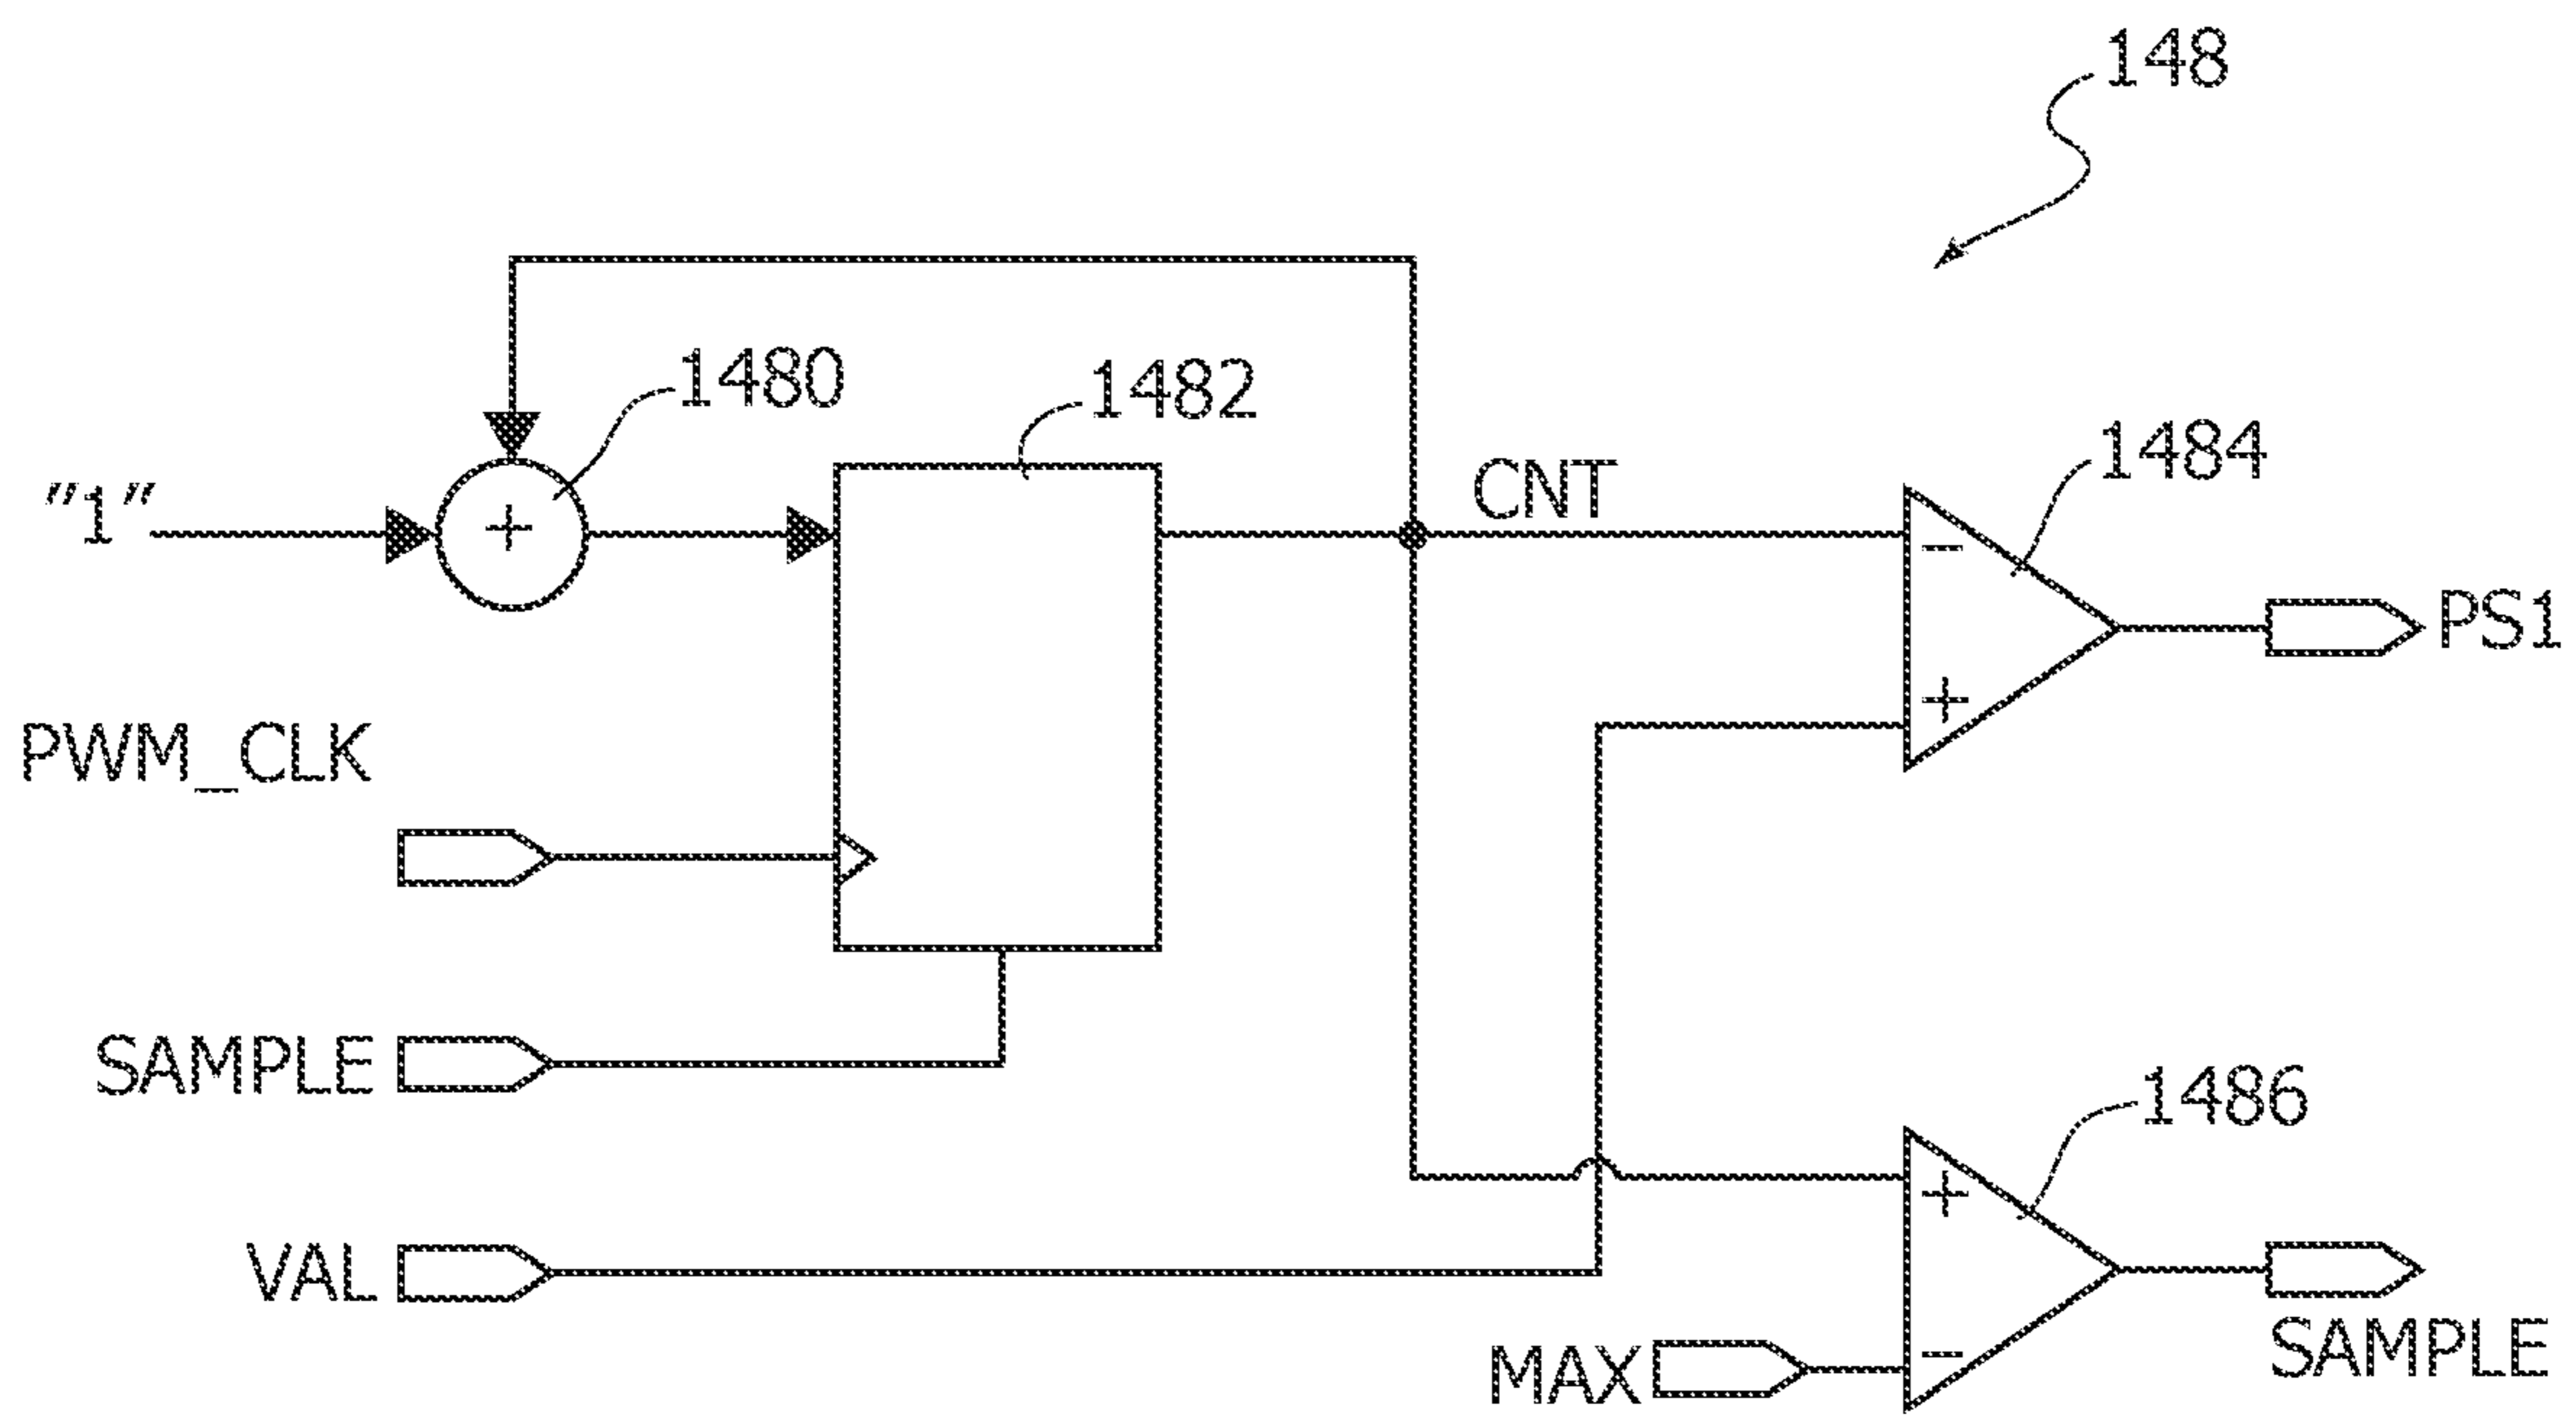 148
1480
1482
1484
CNT
"1"
+
−
PS1
+
PWM_CLK
SAMPLE
1486
+
VAL
−
SAMPLE
MAX